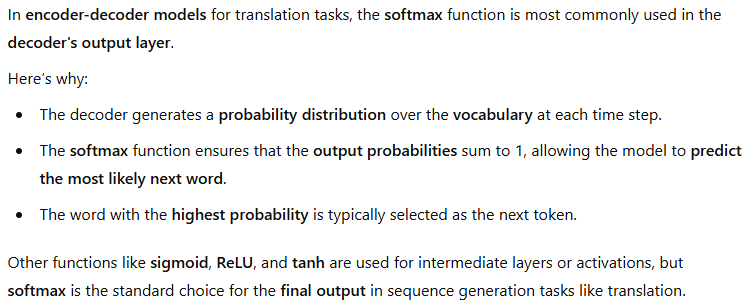 In encoder-decoder models for translation tasks, the softmax function is most commonly used in the
decoder's output layer.
Here's why:
• The decoder generates a probability distribution over the vocabulary at each time step.
• The softmax function ensures that the output probabilities sum to 1, allowing the model to predict
the most likely next word.
• The word with the highest probability is typically selected as the next token.
Other functions like sigmoid, ReLU, and tanh are used for intermediate layers or activations, but
softmax is the standard choice for the final output in sequence generation tasks like translation.